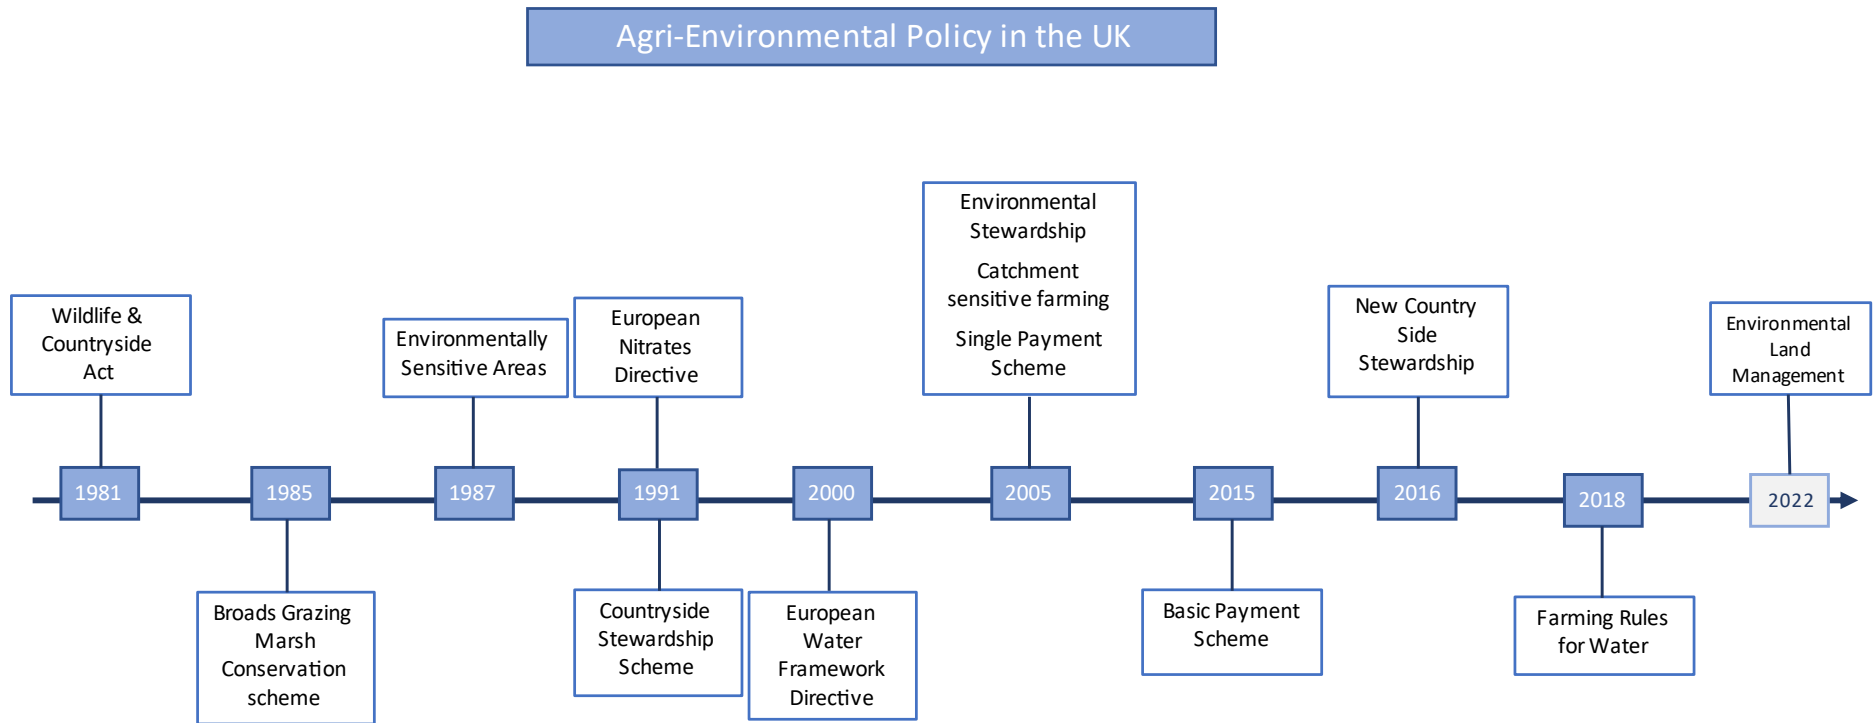 Agri-Environmental Policy in the UK
Environmental
Stewardship
Catchment
sensitive farming
Single Payment
Scheme
Wildlife &
Countryside
Act
Environmentally
Sensitive Areas
European
Nitrates
Directive
New Country
Side
Stewardship
Environmental
Land
Management
1981
1985
1987
1991
2000
2005
2015
2016
2018
2022
Broads Grazing
Marsh
Conservation
scheme
Countryside
Stewardship
Scheme
European
Water
Framework
Directive
Basic Payment
Scheme
Farming Rules
for Water